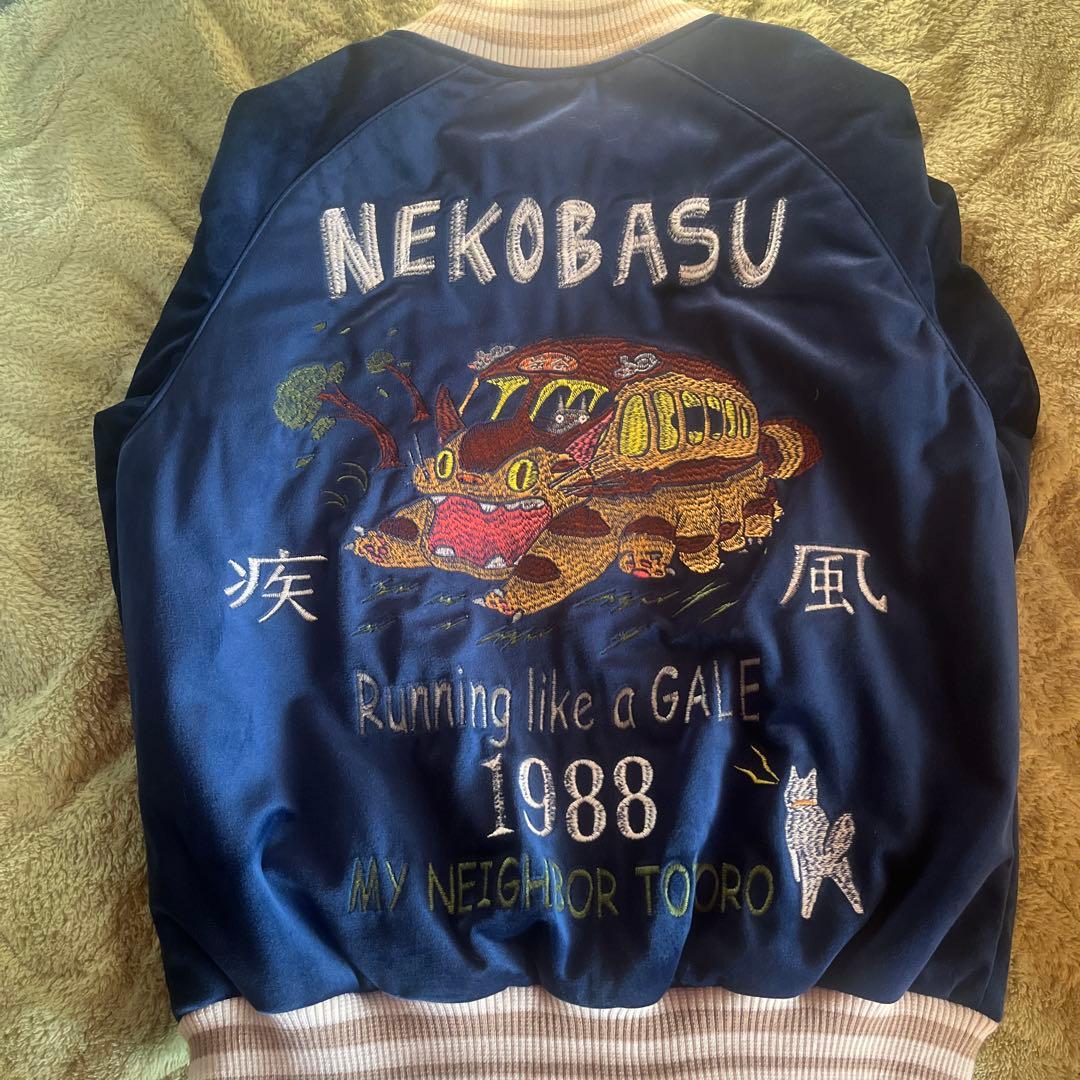 NEKOBASU
疾 風
Running like a GALE
1988
MY NEIGHBOR TOTORO